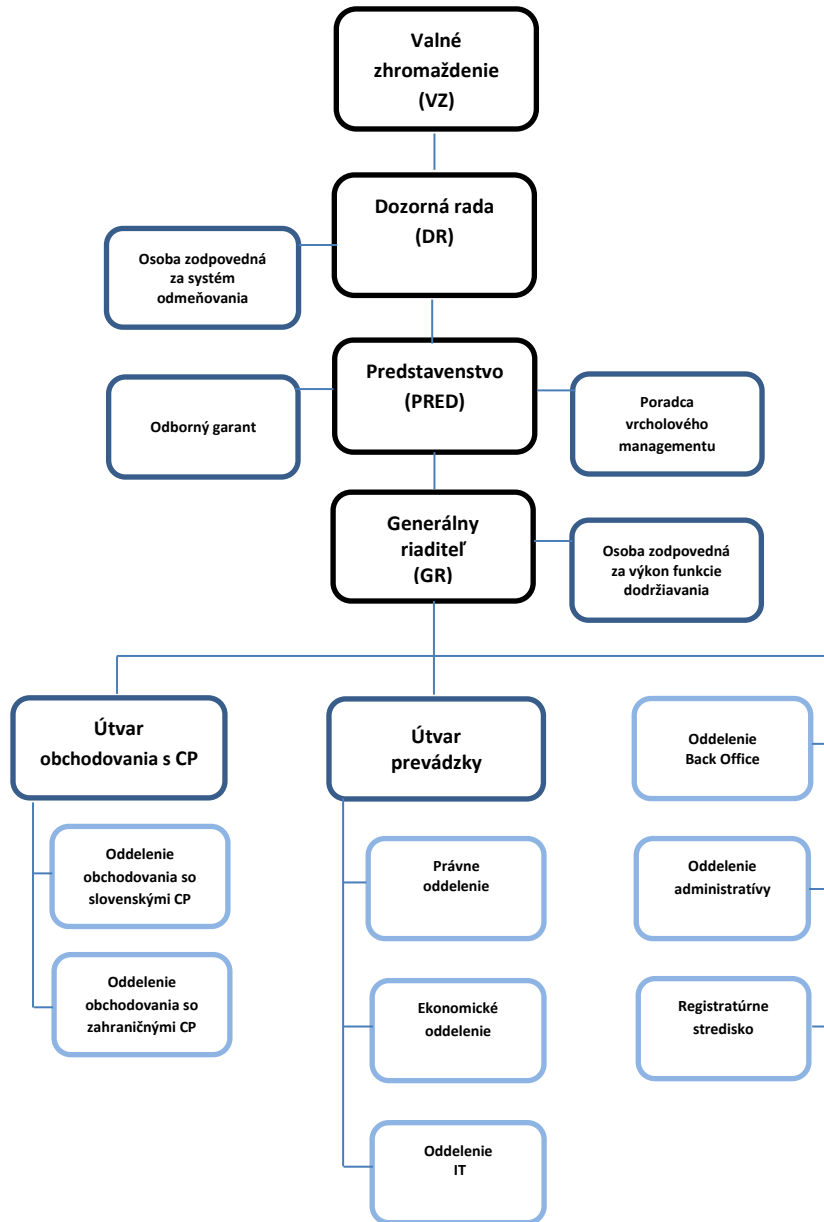 Valné
zhromaždenie
(VZ)
Dozorná rada
(DR)
Osoba zodpovedná
za systém
odmeňovania
Predstavenstvo
(PRED)
Odborný garant
Poradca
vrcholového
managementu
Generálny
riaditeľ
(GR)
Osoba zodpovedná
za výkon funkcie
dodržiavania
Útvar
obchodovania s CP
Oddelenie
obchodovania so
slovenskými CP
Oddelenie
obchodovania so
zahraničnými CP
Útvar
prevádzky
Právne
oddelenie
Ekonomické
oddelenie
Oddelenie
IT
Oddelenie
Back Office
Oddelenie
administratívy
Registratúrne
stredisko